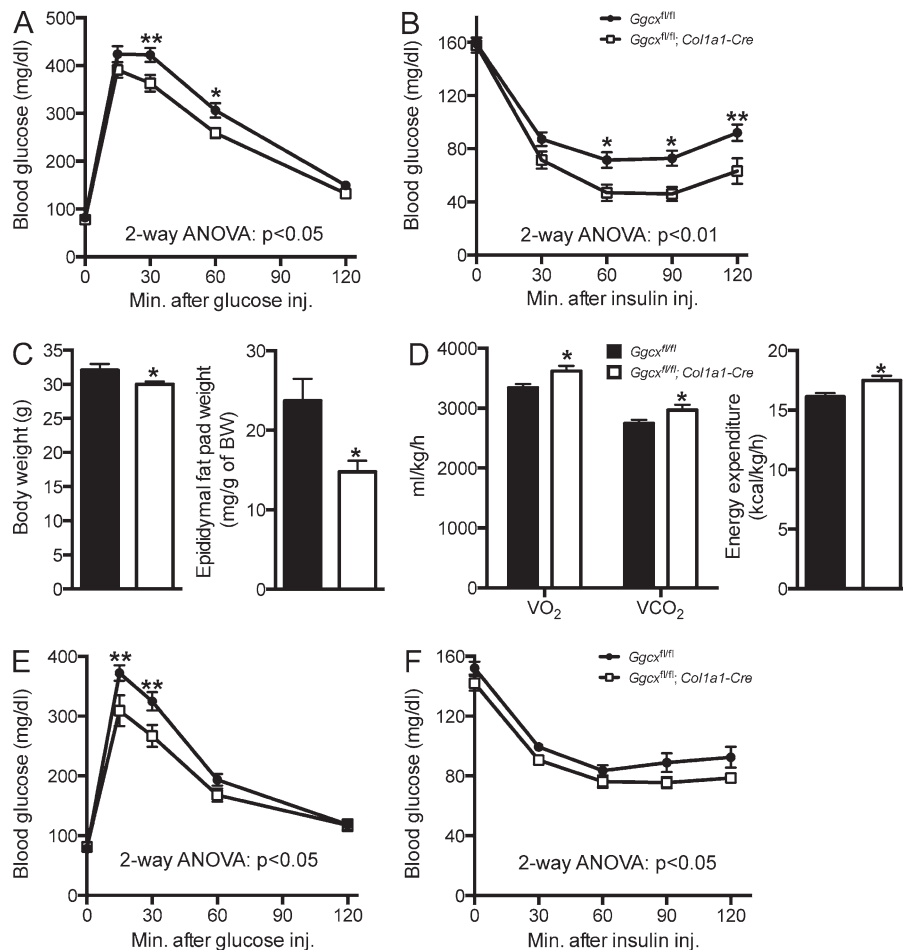 A
Blood glucose (mg/dl)
500
400
300
200
100
0
**
*
2-way ANOVA: p<0.05
0 30 60 90 120
Min. after glucose inj.
B
Blood glucose (mg/dl)
160
120
80
40
0
Ggcxfl/fl
Ggcxfl/fl; Col1a1-Cre
* * **
2-way ANOVA: p<0.01
0 30 60 90 120
Min. after insulin inj.
C
Body weight (g)
35
30
25
20
15
10
5
0
*
Epididymal fat pad weight
(mg/g of BW)
30
20
10
0
*
D
ml/kg/h
4000
3000
2000
1000
0
Ggcxfl/fl
Ggcxfl/fl; Col1a1-Cre
*
*
VO2 VCO2
Energy expenditure
(kcal/kg/h)
20
15
10
5
0
*
E
Blood glucose (mg/dl)
400
300
200
100
0
**
**
2-way ANOVA: p<0.05
0 30 60 90 120
Min. after glucose inj.
F
Blood glucose (mg/dl)
160
120
80
40
0
Ggcxfl/fl
Ggcxfl/fl; Col1a1-Cre
2-way ANOVA: p<0.05
0 30 60 90 120
Min. after insulin inj.